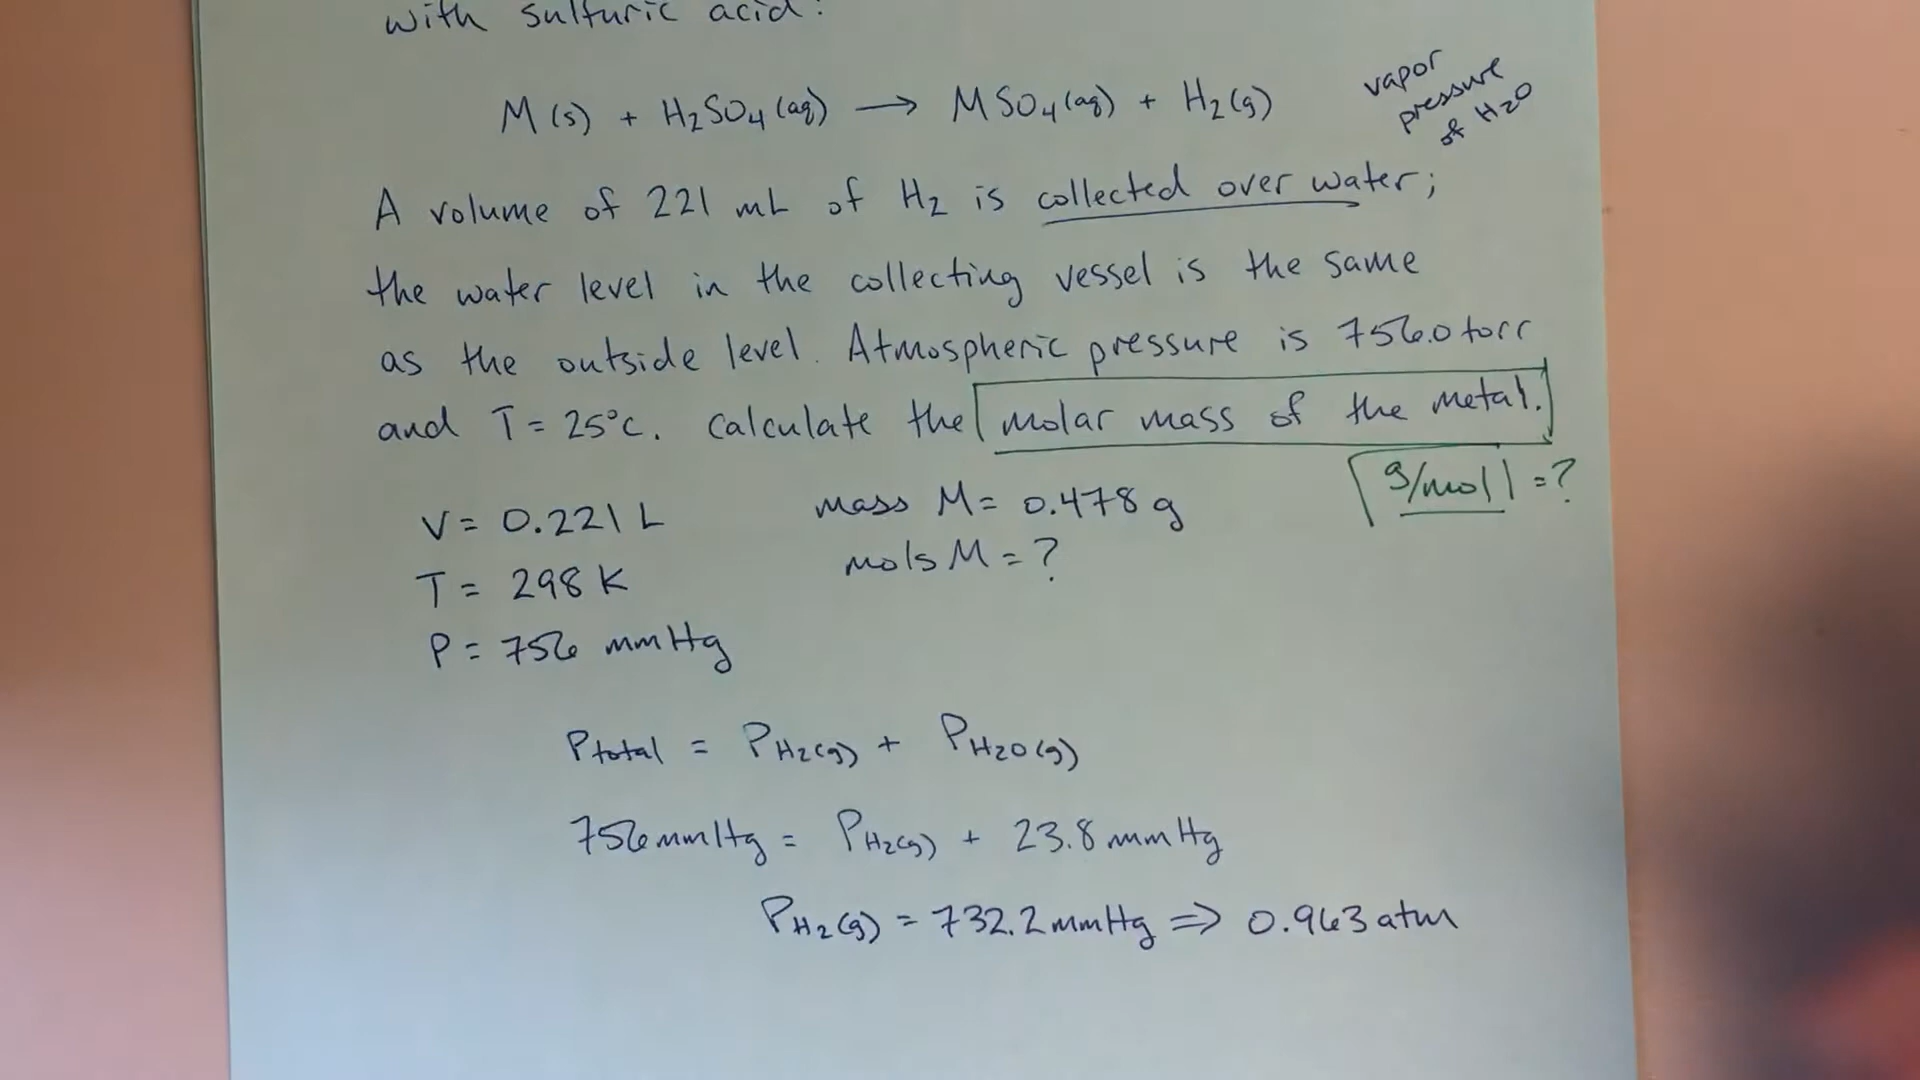 with sulfuric acid:
M(s) + H₂SO₄(aq) → MSO₄(aq) + H₂(g)
vapor
pressure
of H₂O
A volume of 221 mL of H₂ is collected over water;
the water level in the collecting vessel is the same
as the outside level. Atmospheric pressure is 756.0 torr
and T = 25°C. Calculate the molar mass of the metal.
g/mol = ?
V = 0.221 L
mass M = 0.478 g
mols M = ?
T = 298 K
P = 756 mmHg
Ptotal = PH₂(g) + PH₂O(g)
756 mmHg = PH₂(g) + 23.8 mmHg
PH₂(g) = 732.2 mmHg ⇒ 0.963 atm